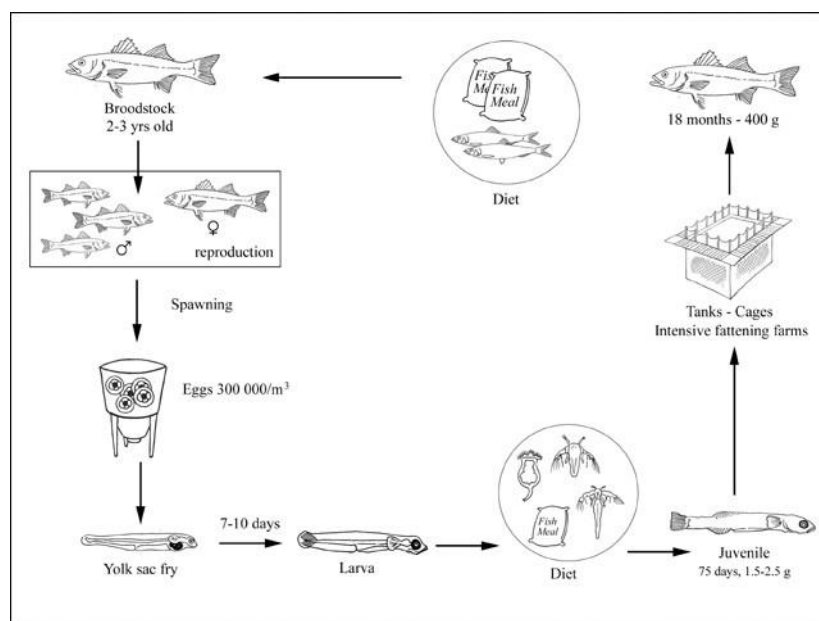 Broodstock
2-3 yrs old
Fish
Me
Fish
Meal
Diet
18 months - 400 g
♂
♀
reproduction
Spawning
Eggs 300 000/m³
Tanks - Cages
Intensive fattening farms
7-10 days
Yolk sac fry
Larva
Fish
Meal
Diet
Juvenile
75 days, 1.5-2.5 g